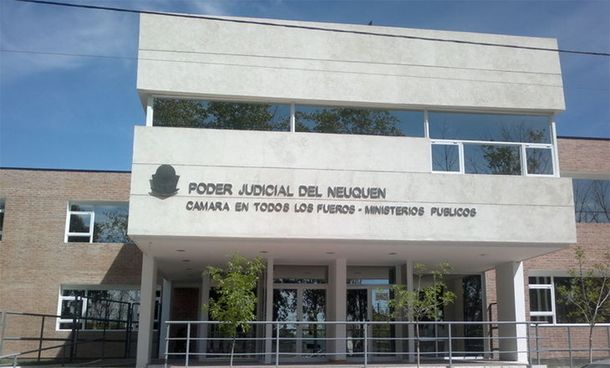 PODER JUDICIAL DEL NEUQUEN
CAMARA EN TODOS LOS FUEROS - MINISTERIOS PUBLICOS